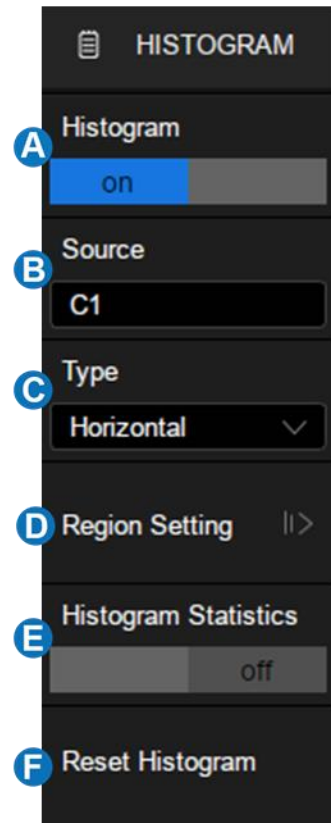 HISTOGRAM
A
Histogram
on
B
Source
C1
C
Type
Horizontal
D
Region Setting
E
Histogram Statistics
off
F
Reset Histogram